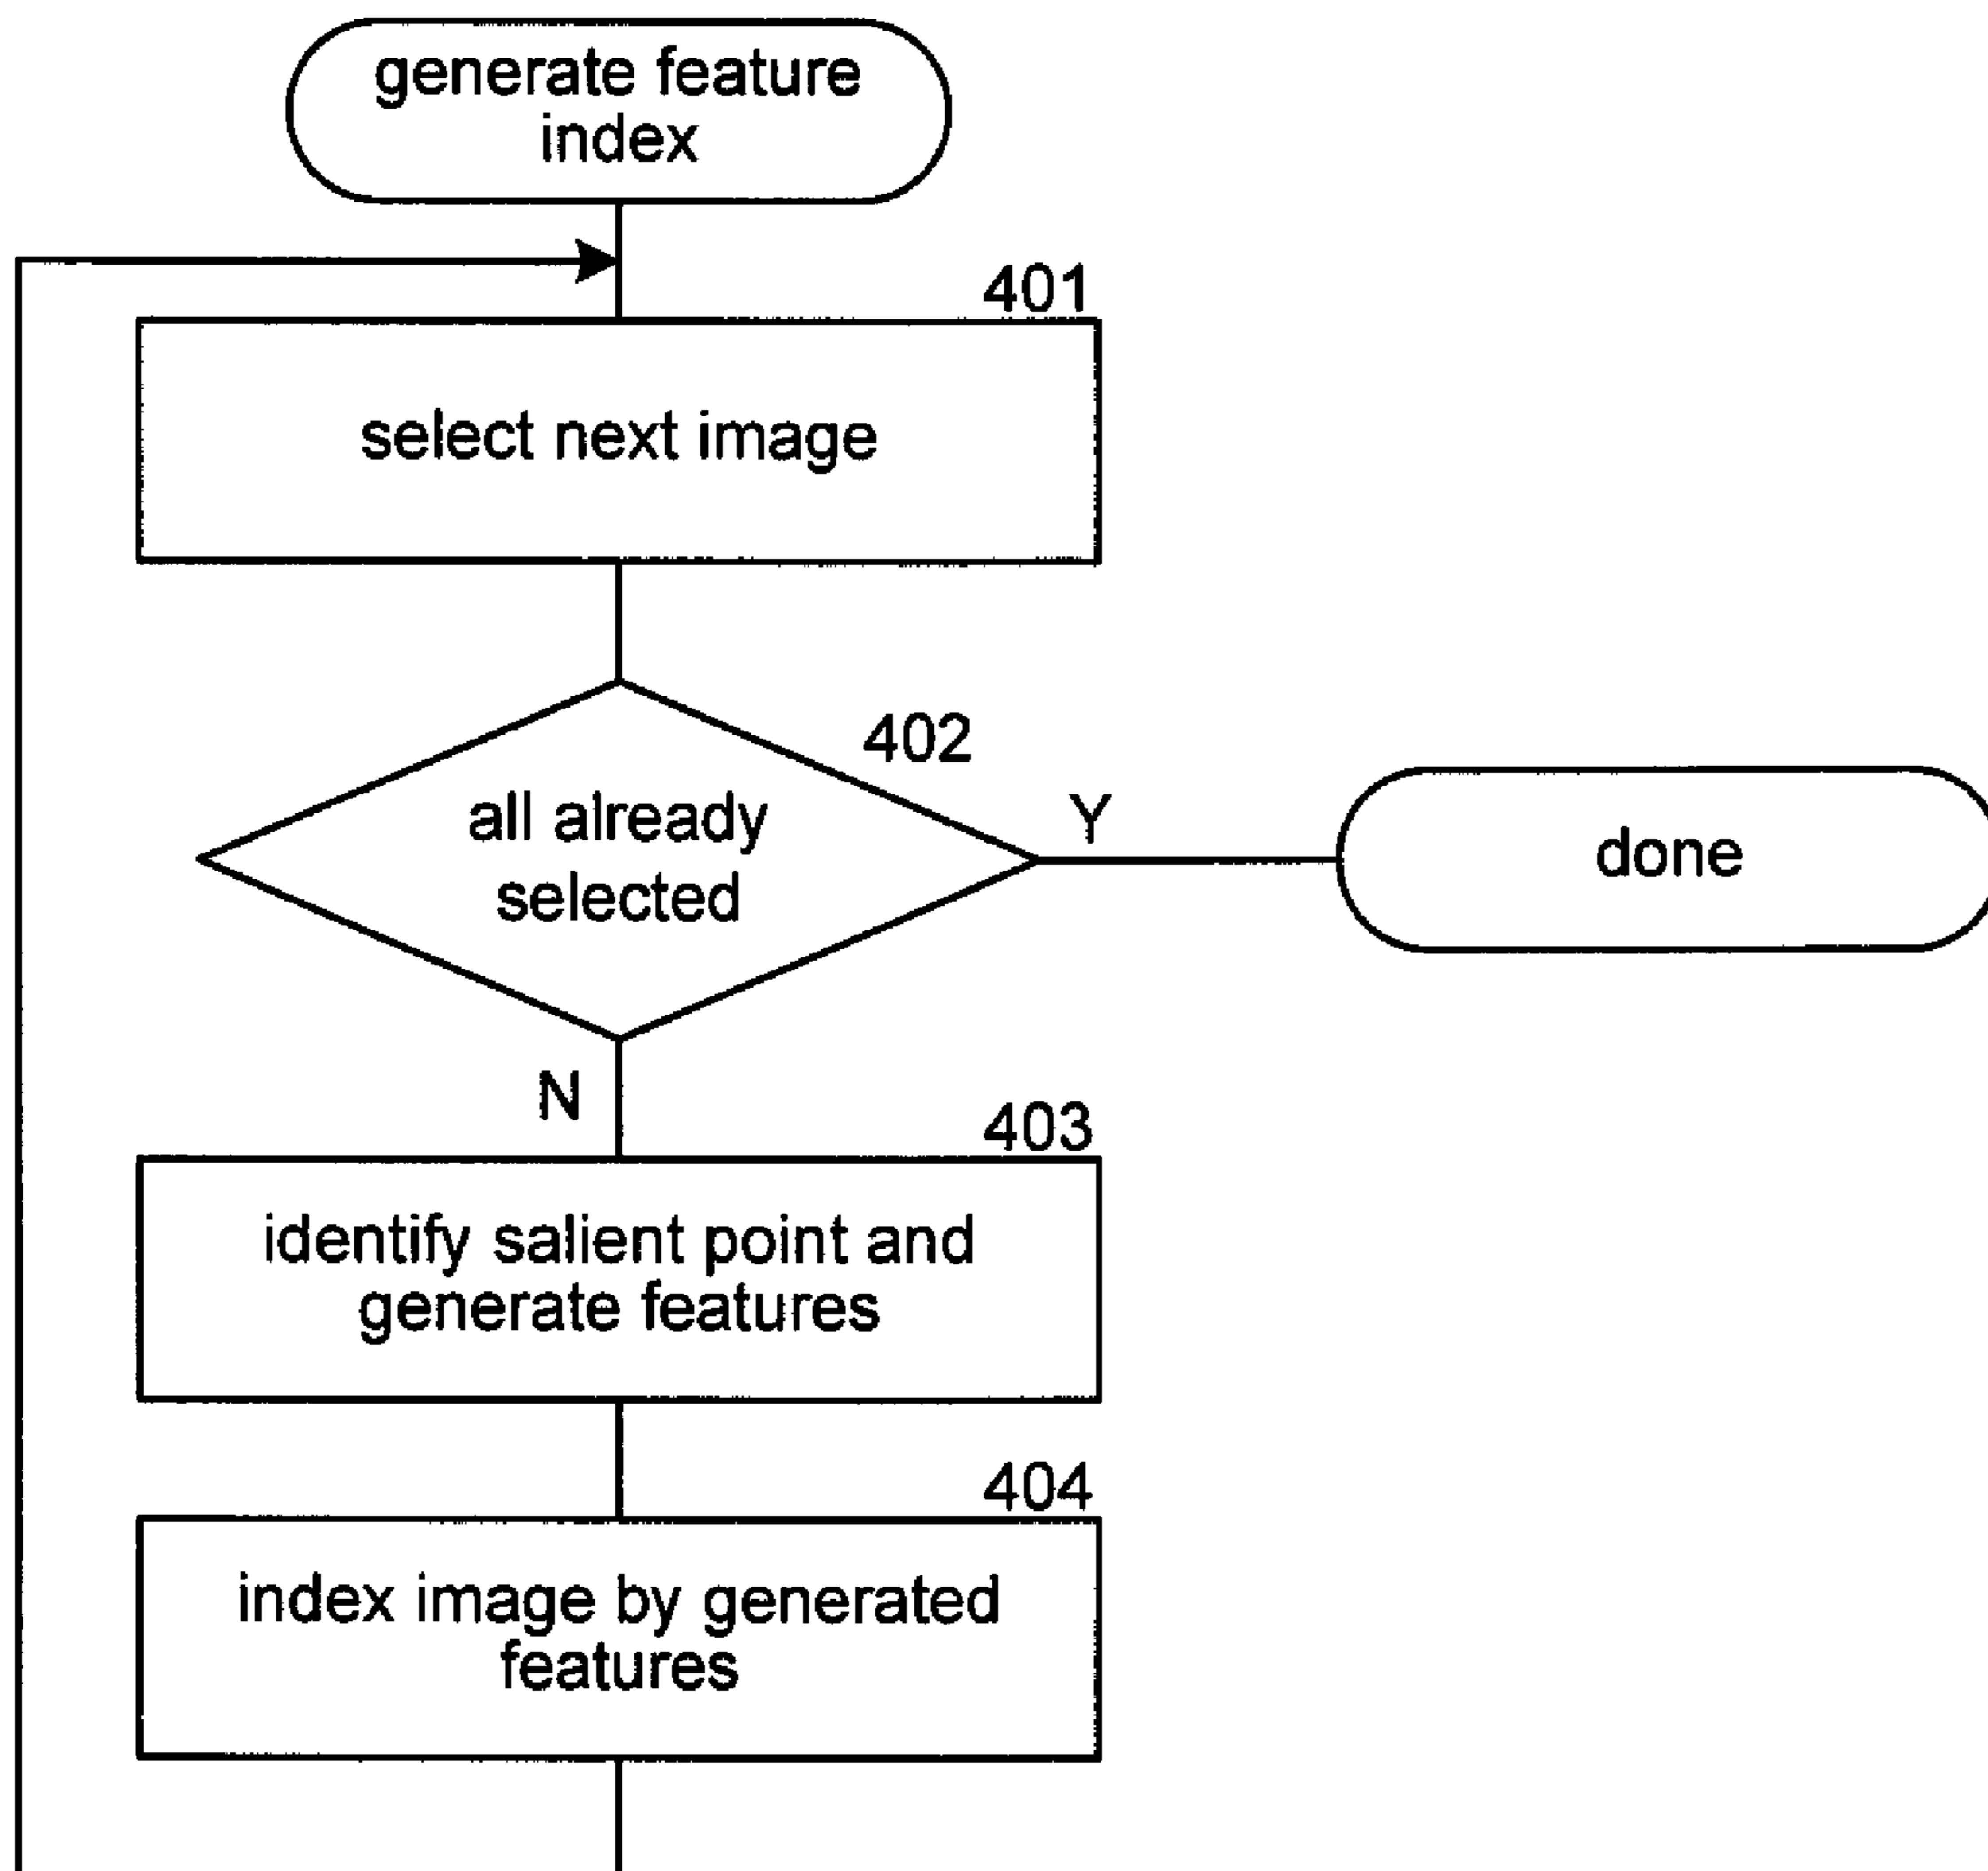 generate feature
index
401
select next image
402
all already
selected
Y
done
N
403
identify salient point and
generate features
404
index image by generated
features